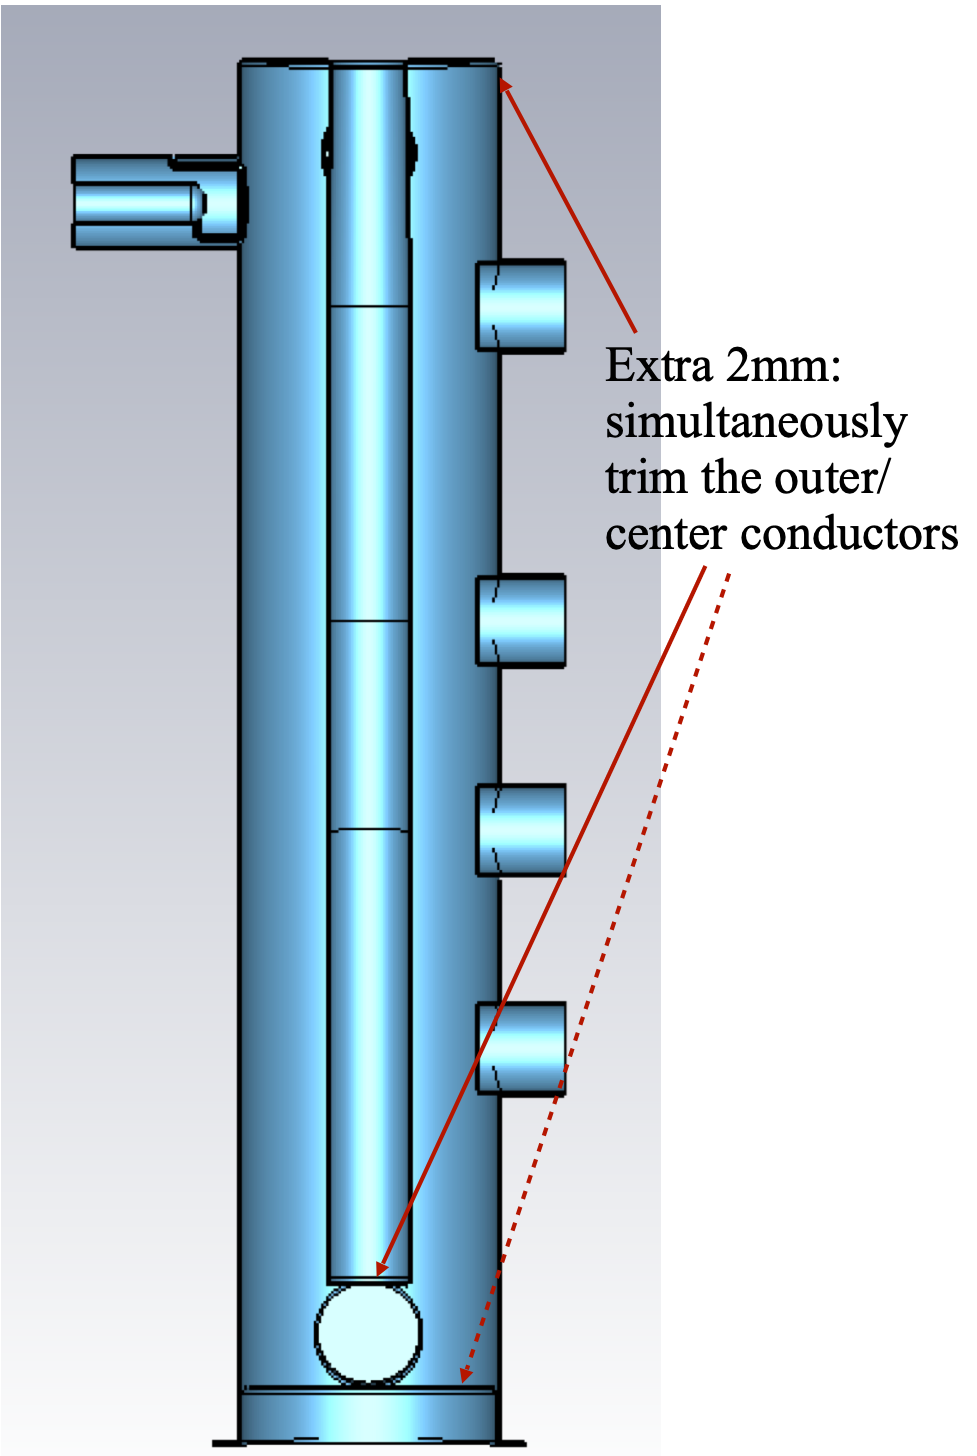 Extra 2mm:
simultaneously
trim the outer/
center conductors